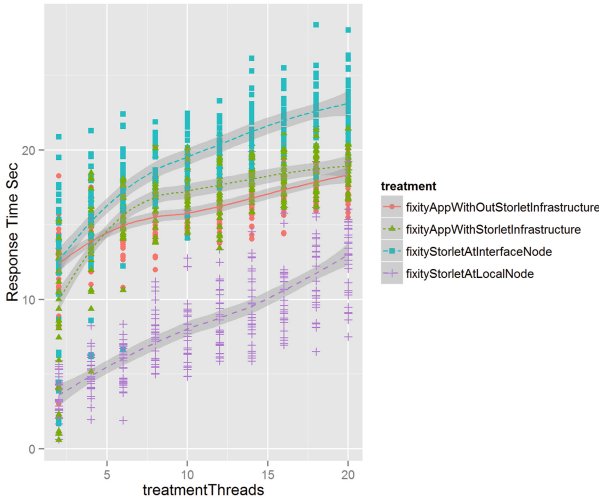 Response Time Sec
20
10
0
5
10
15
20
treatmentThreads
treatment
fixityAppWithOutStorletInfrastructure
fixityAppWithStorletInfrastructure
fixityStorletAtInterfaceNode
fixityStorletAtLocalNode